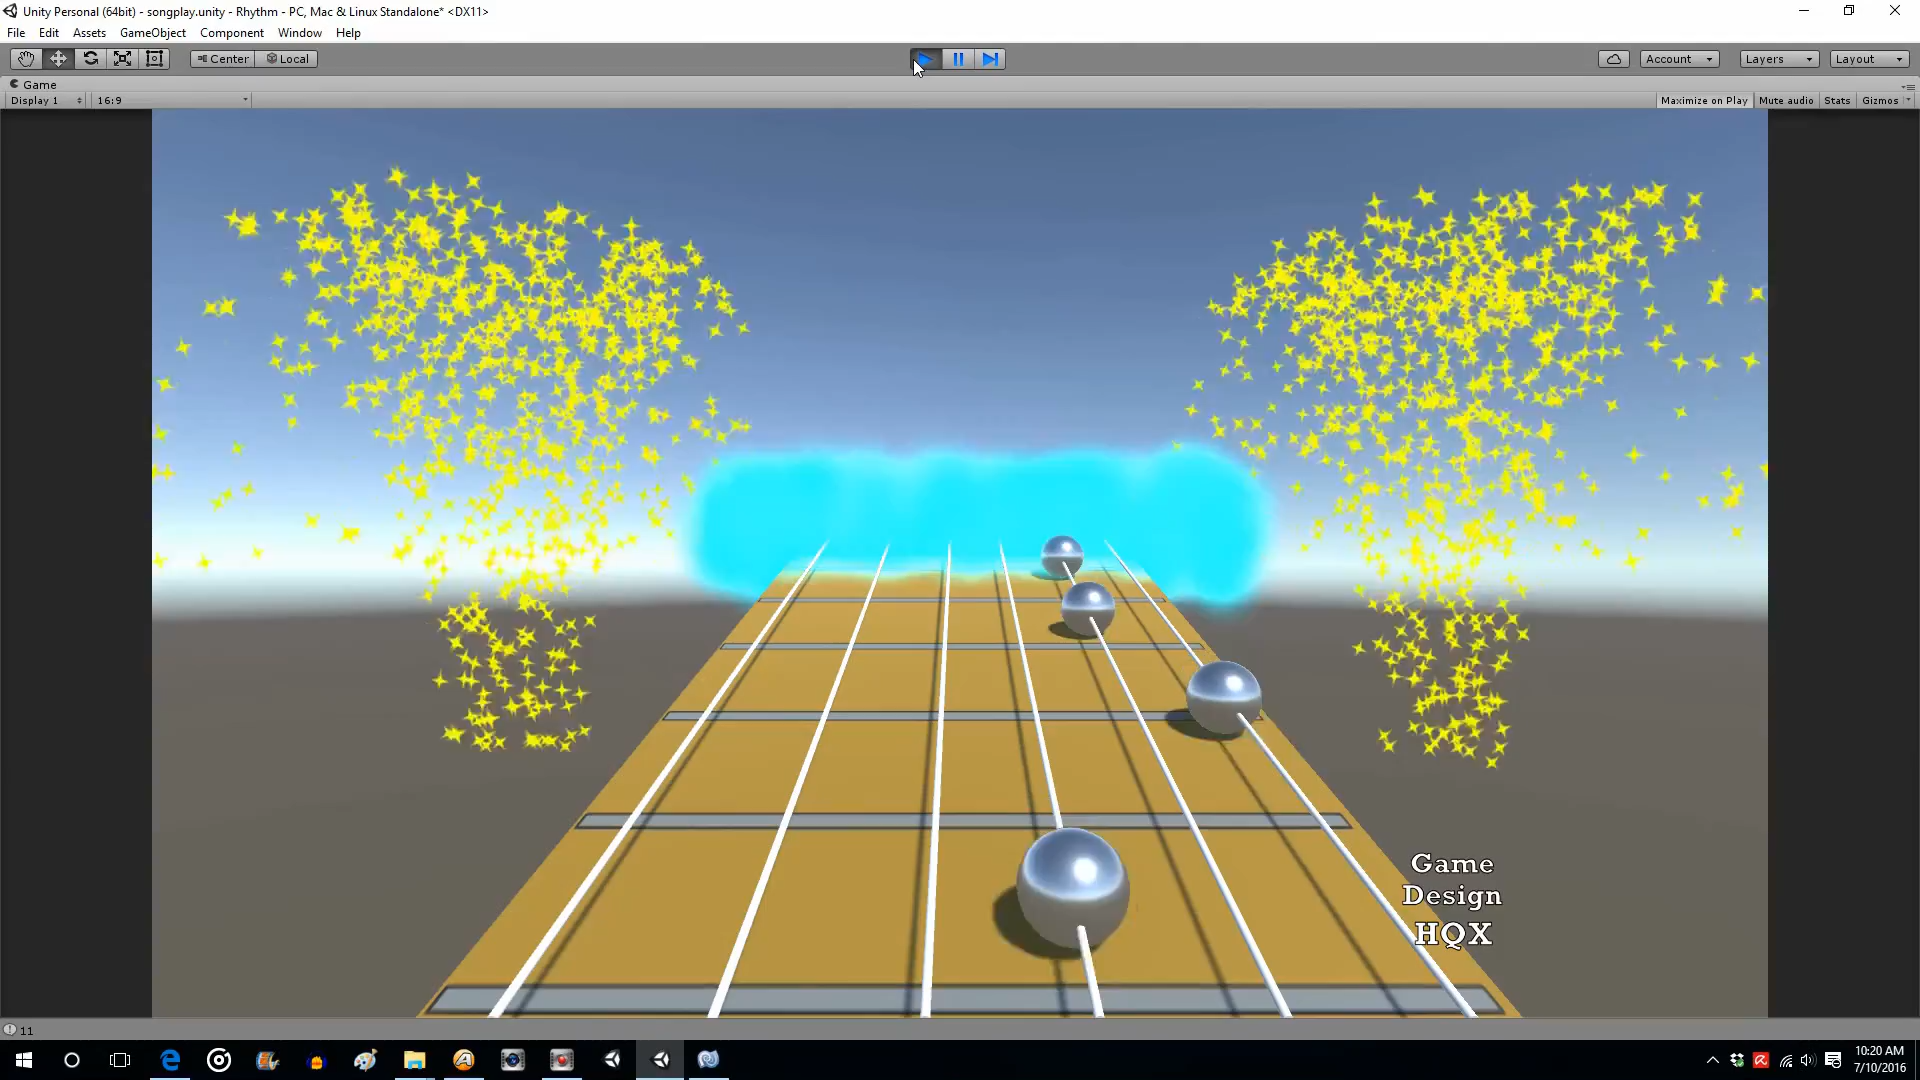 Unity Personal (64bit) - songplay.unity - Rhythm - PC, Mac & Linux Standalone* <DX11>
File Edit Assets GameObject Component Window Help
Center Local Account Layers Layout
Game
Display 1 16:9 Maximize on Play Mute audio Stats Gizmos
Game
Design
HQX
11
10:20 AM
7/10/2016